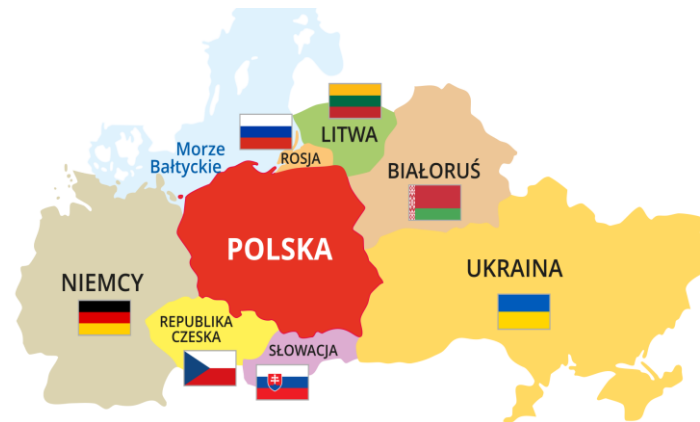 LITWA
Morze
Bałtyckie
ROSJA
BIAŁORUŚ
POLSKA
NIEMCY
UKRAINA
REPUBLIKA
CZESKA
SŁOWACJA